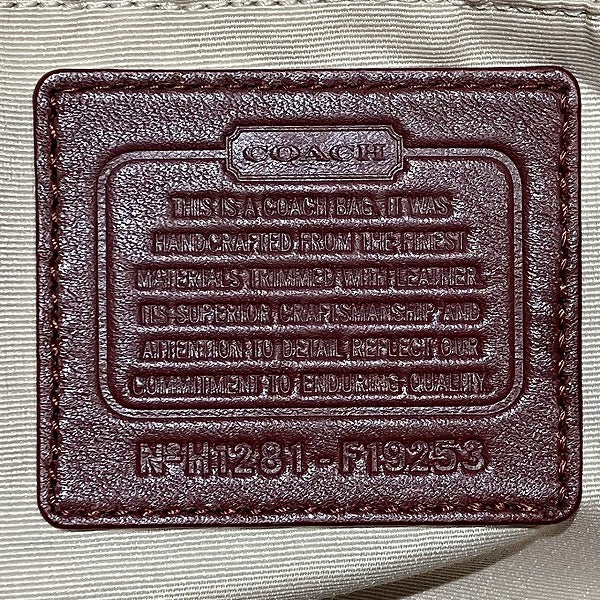 COACH
THIS IS A COACH BAG. IT WAS
HANDCRAFTED FROM THE FINEST
MATERIALS TRIMMED WITH LEATHER.
ITS SUPERIOR CRAFTSMANSHIP AND
ATTENTION TO DETAIL REFLECT OUR
COMMITMENT TO ENDURING QUALITY.
Nº H1281-F19253